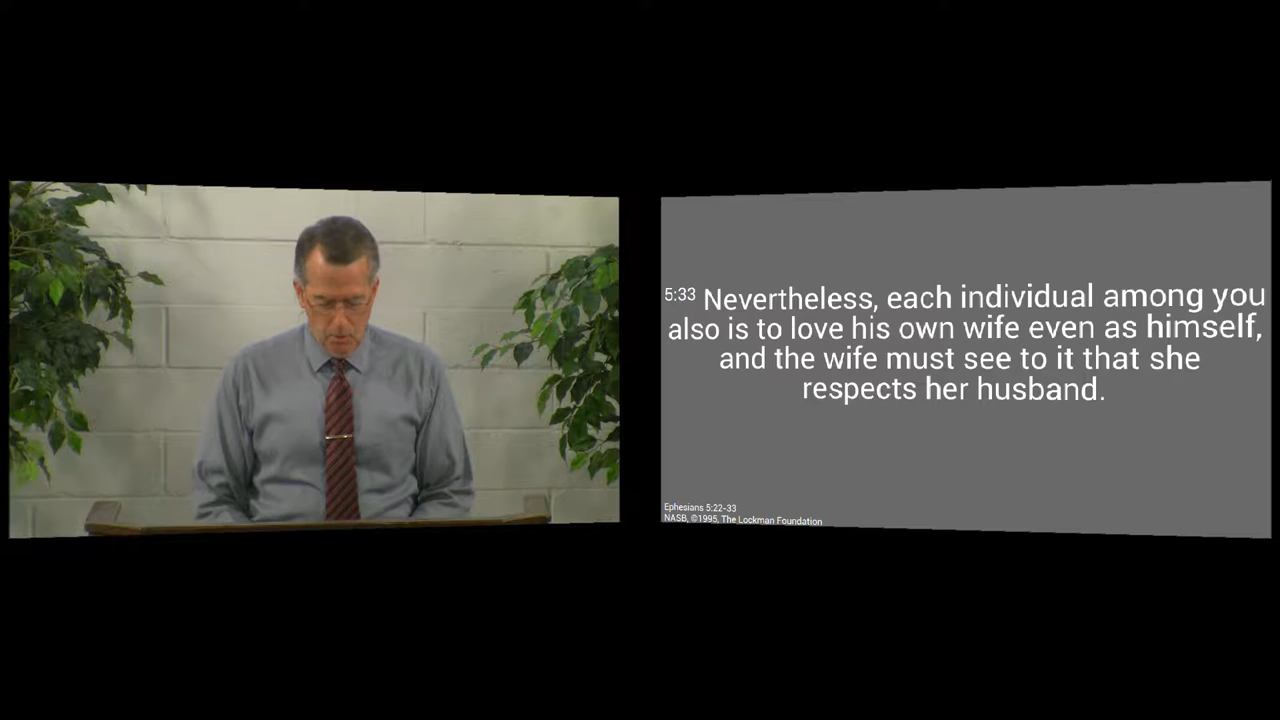 5:33 Nevertheless, each individual among you
also is to love his own wife even as himself,
and the wife must see to it that she
respects her husband.
Ephesians 5:22-33
NASB, ©1995, The Lockman Foundation